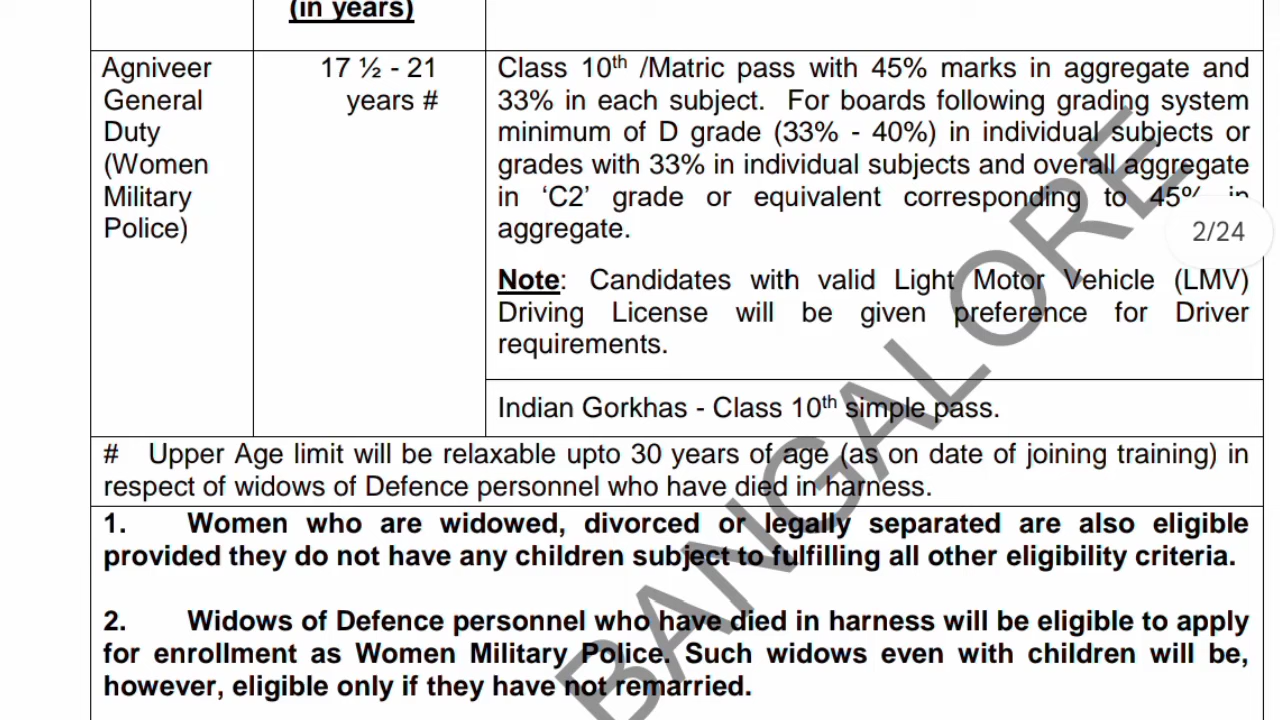 (in years)
Agniveer
General
Duty
(Women
Military
Police)
17 ½ - 21
years #
Class 10th /Matric pass with 45% marks in aggregate and
33% in each subject. For boards following grading system
minimum of D grade (33% - 40%) in individual subjects or
grades with 33% in individual subjects and overall aggregate
in ‘C2’ grade or equivalent corresponding to 45% in
aggregate.
2/24
Note: Candidates with valid Light Motor Vehicle (LMV)
Driving License will be given preference for Driver
requirements.
Indian Gorkhas - Class 10th simple pass.
# Upper Age limit will be relaxable upto 30 years of age (as on date of joining training) in
respect of widows of Defence personnel who have died in harness.
1. Women who are widowed, divorced or legally separated are also eligible
provided they do not have any children subject to fulfilling all other eligibility criteria.
2. Widows of Defence personnel who have died in harness will be eligible to apply
for enrollment as Women Military Police. Such widows even with children will be,
however, eligible only if they have not remarried.
BANGALORE